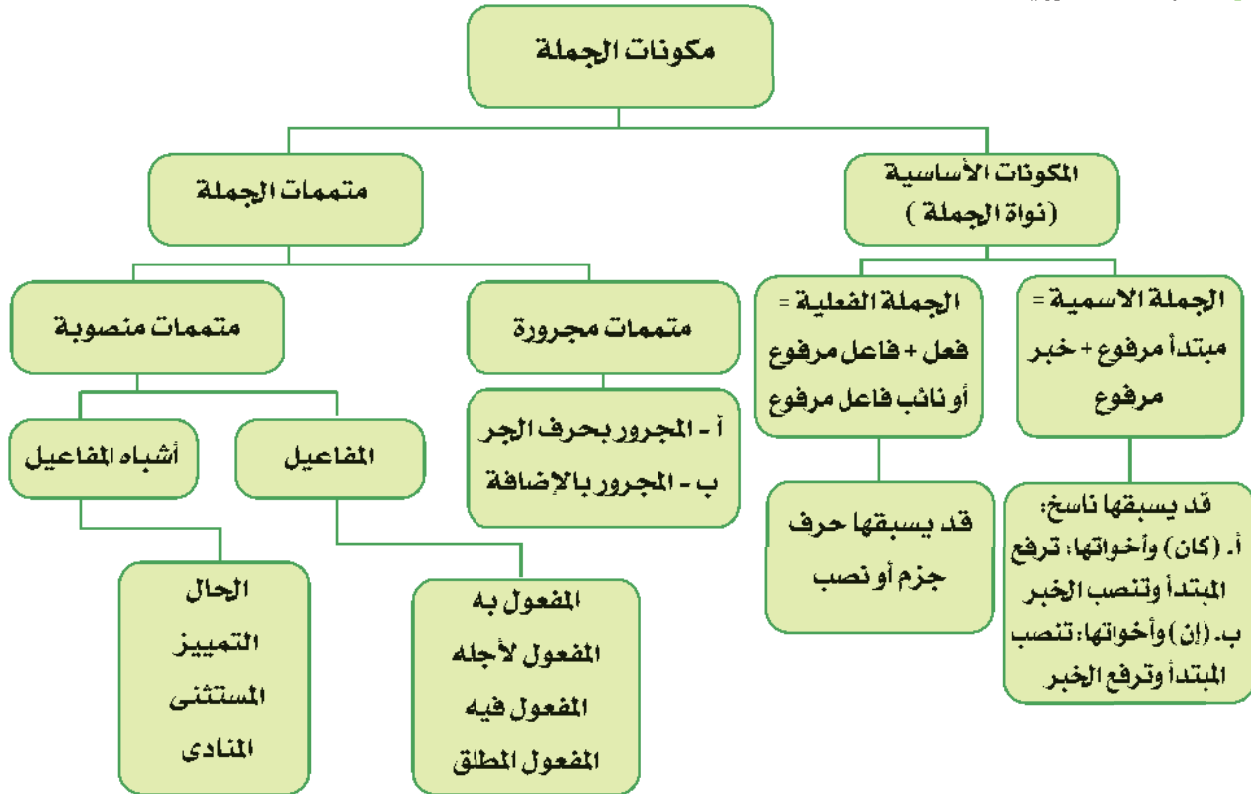 مكونات الجملة
المكونات الأساسية
(نواة الجملة )
متممات الجملة
الجملة الاسمية =
مبتدأ مرفوع + خبر
مرفوع
الجملة الفعلية =
فعل + فاعل مرفوع
أو نائب فاعل مرفوع
متممات مجرورة
متممات منصوبة
قد يسبقها ناسخ:
أ. (كان) وأخواتها: ترفع
المبتدأ وتنصب الخبر
ب. (إن) وأخواتها: تنصب
المبتدأ وترفع الخبر
قد يسبقها حرف
جزم أو نصب
أ - المجرور بحرف الجر
ب - المجرور بالإضافة
المفاعيل
أشباه المفاعيل
المفعول به
المفعول لأجله
المفعول فيه
المفعول المطلق
الحال
التمييز
المستثنى
المنادى